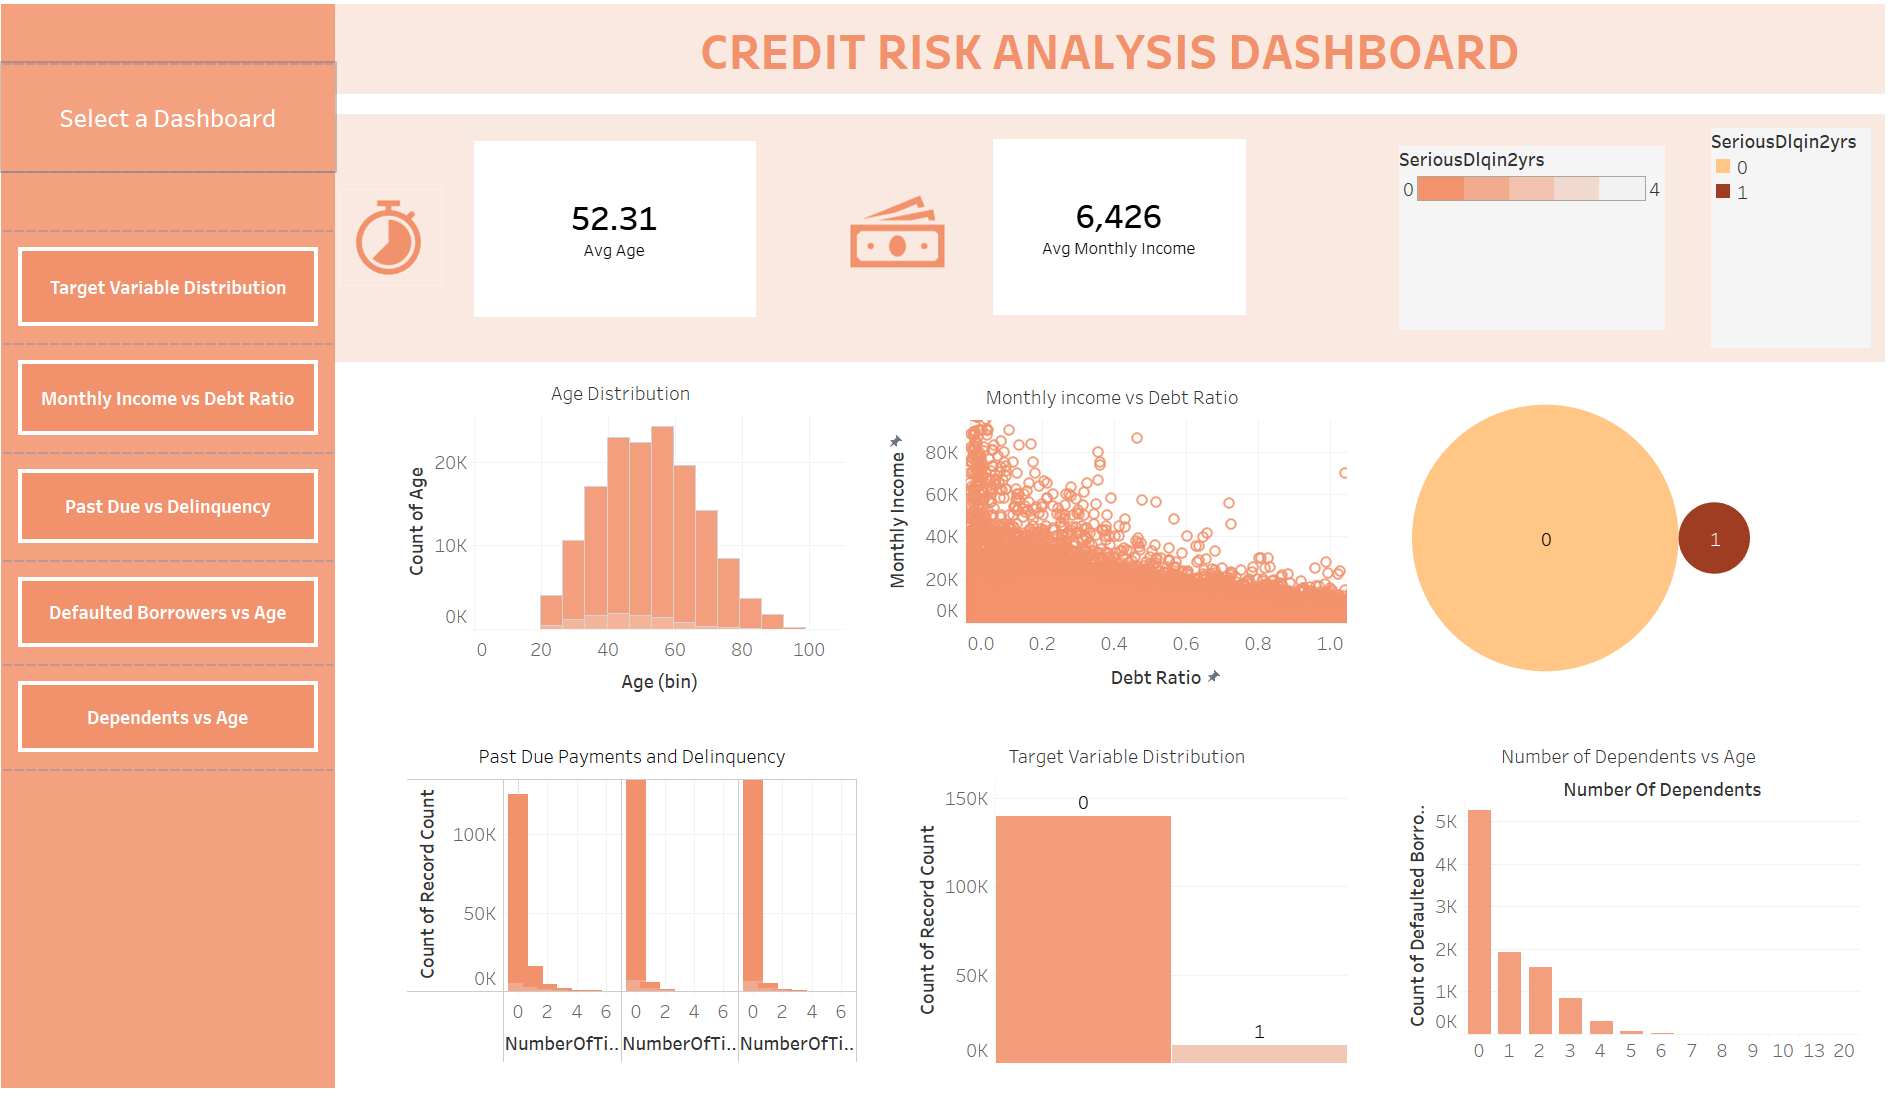 CREDIT RISK ANALYSIS DASHBOARD
Select a Dashboard
Target Variable Distribution
Monthly Income vs Debt Ratio
Past Due vs Delinquency
Defaulted Borrowers vs Age
Dependents vs Age
52.31
Avg Age
6,426
Avg Monthly Income
SeriousDlqin2yrs
0 4
SeriousDlqin2yrs
0
1
Age Distribution
Count of Age
20K
10K
0K
0 20 40 60 80 100
Age (bin)
Monthly income vs Debt Ratio
Monthly Income
80K
60K
40K
20K
0K
0.0 0.2 0.4 0.6 0.8 1.0
Debt Ratio
0
1
Past Due Payments and Delinquency
Count of Record Count
100K
50K
0K
0 2 4 6 0 2 4 6 0 2 4 6
NumberOfTi.. NumberOfTi.. NumberOfTi..
Target Variable Distribution
Count of Record Count
150K
100K
50K
0K
0
1
Number of Dependents vs Age
Number Of Dependents
Count of Defaulted Borro..
5K
4K
3K
2K
1K
0K
0 1 2 3 4 5 6 7 8 9 10 13 20